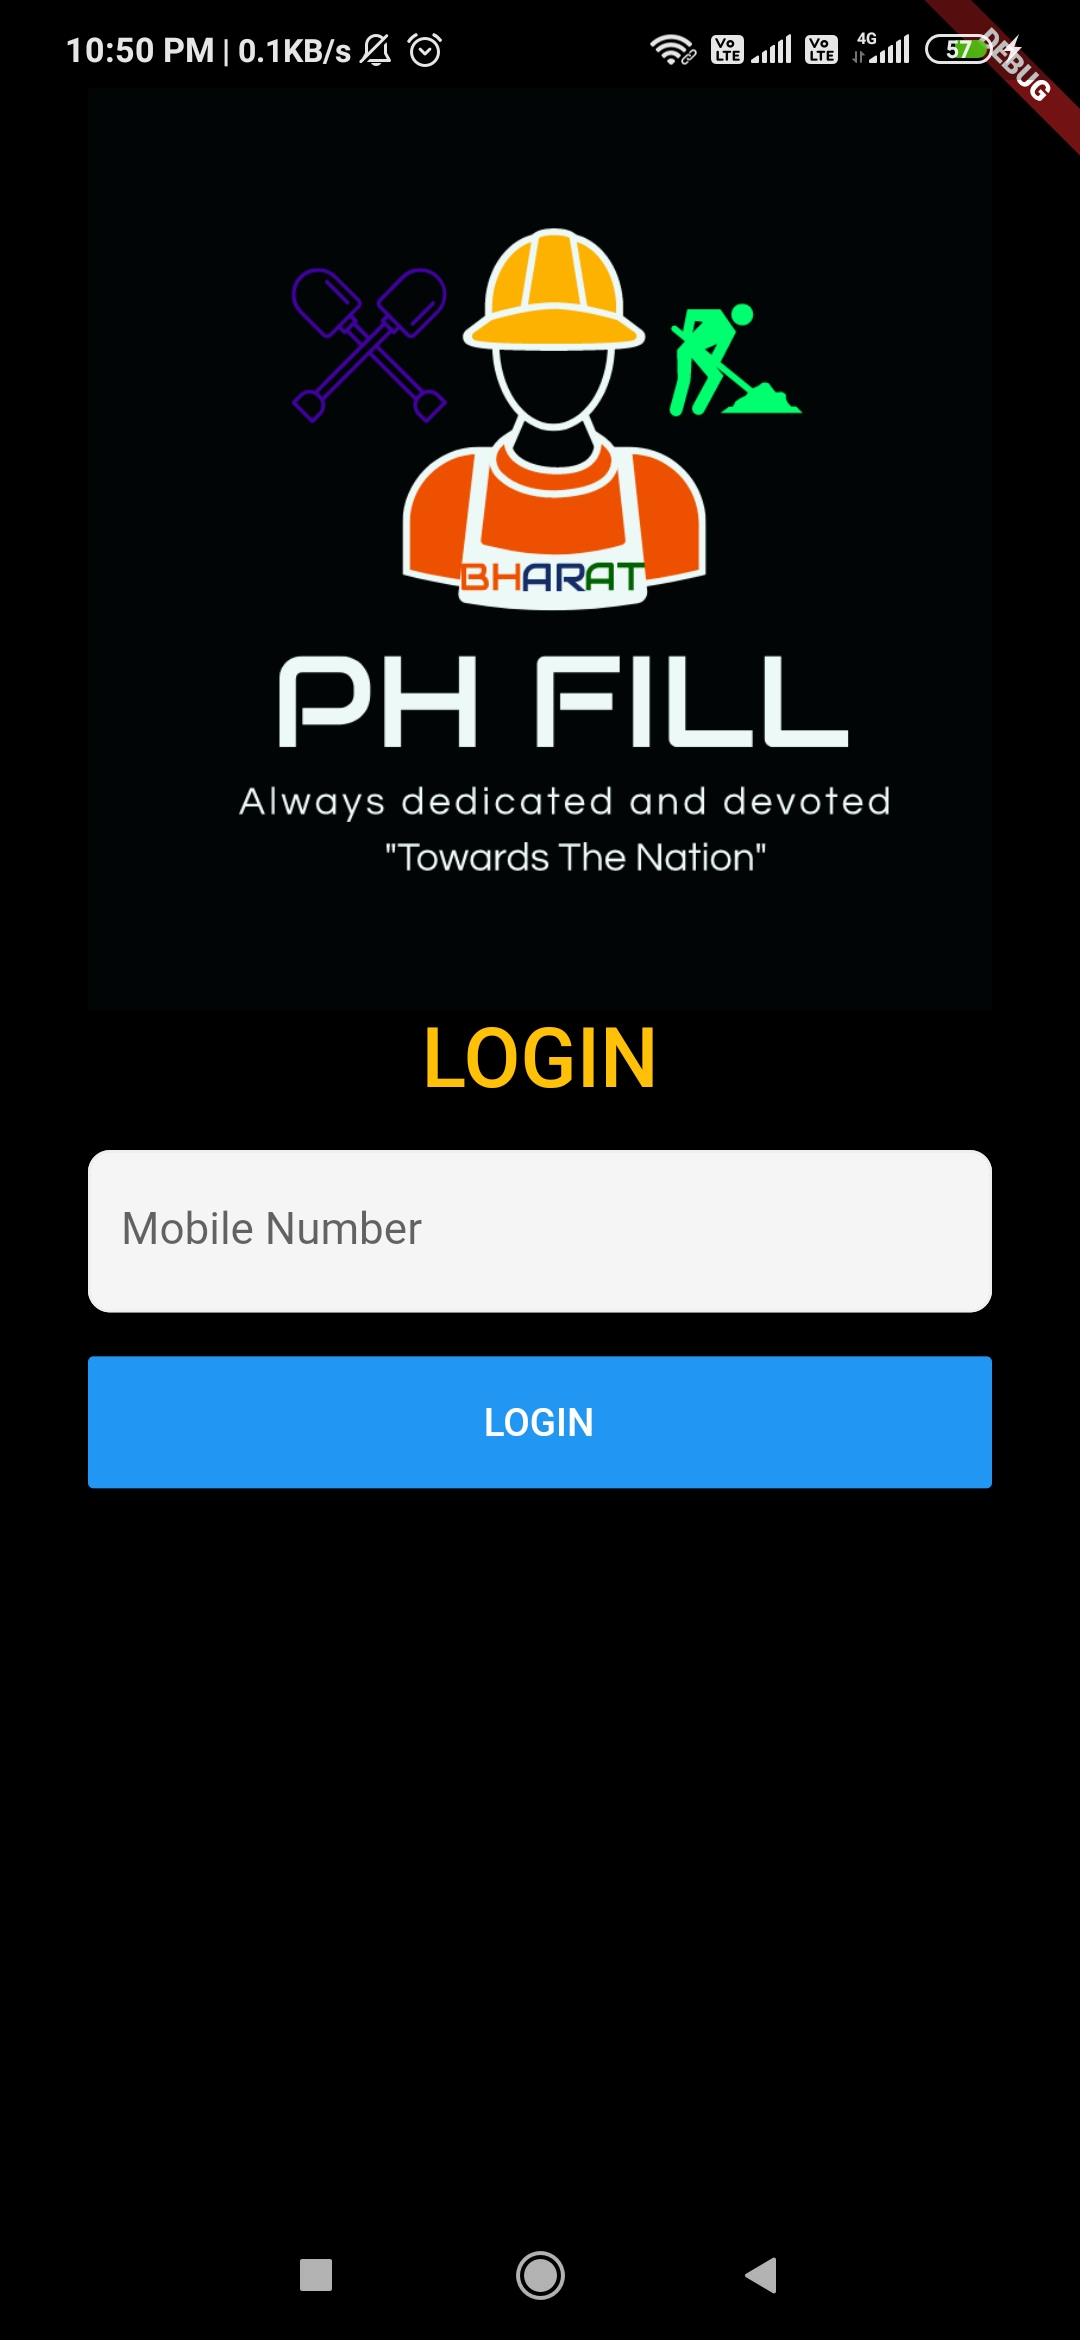 10:50 PM | 0.1KB/s
Vo LTE Vo LTE 4G 57
DEBUG
BHARAT
PH FILL
Always dedicated and devoted
"Towards The Nation"
LOGIN
Mobile Number
LOGIN